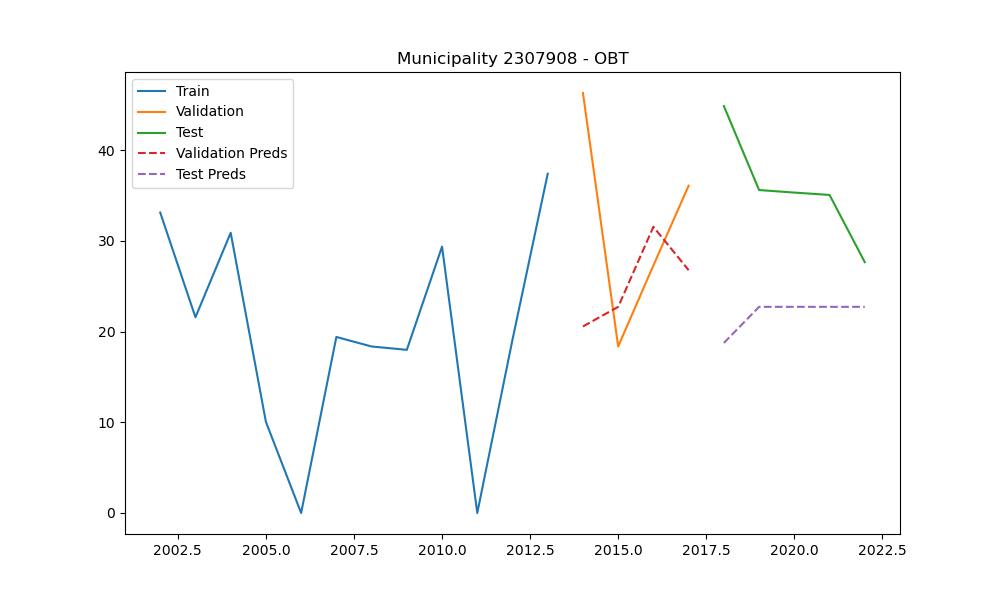 Municipality 2307908 - OBT
Train
Validation
Test
Validation Preds
Test Preds
40
30
20
10
0
2002.5 2005.0 2007.5 2010.0 2012.5 2015.0 2017.5 2020.0 2022.5